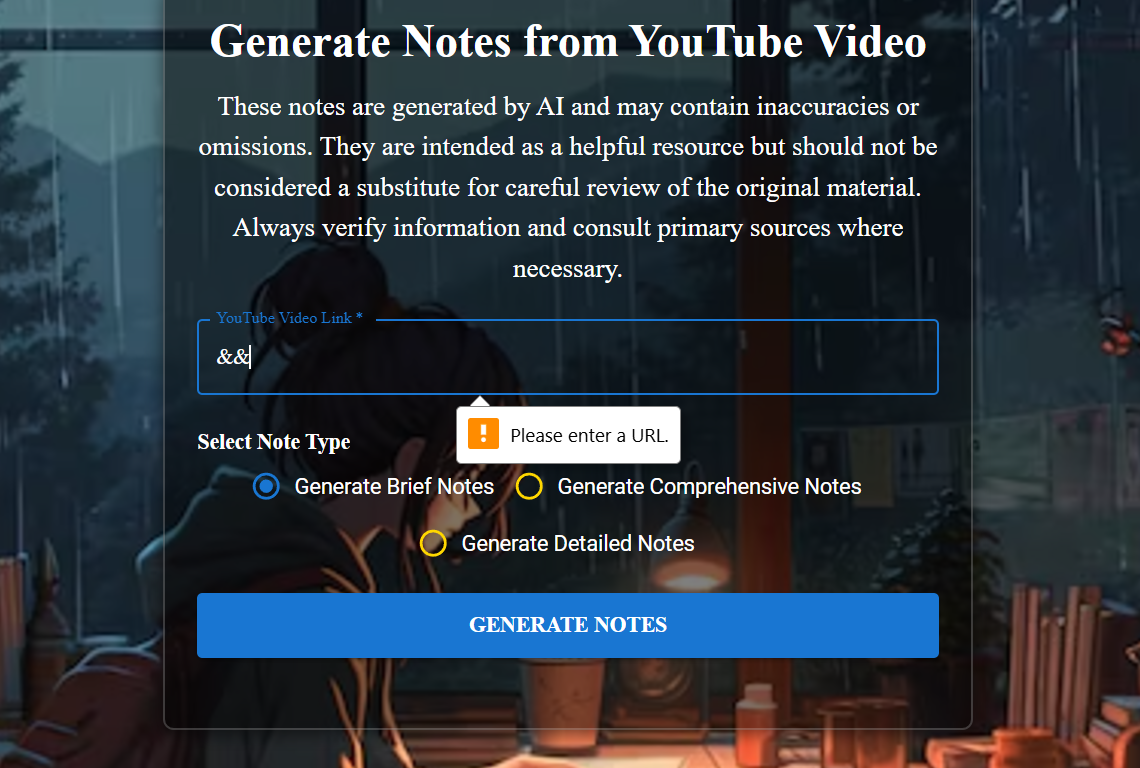 Generate Notes from YouTube Video
These notes are generated by AI and may contain inaccuracies or
omissions. They are intended as a helpful resource but should not be
considered a substitute for careful review of the original material.
Always verify information and consult primary sources where
necessary.
YouTube Video Link *
&&
Please enter a URL.
Select Note Type
Generate Brief Notes
Generate Comprehensive Notes
Generate Detailed Notes
GENERATE NOTES